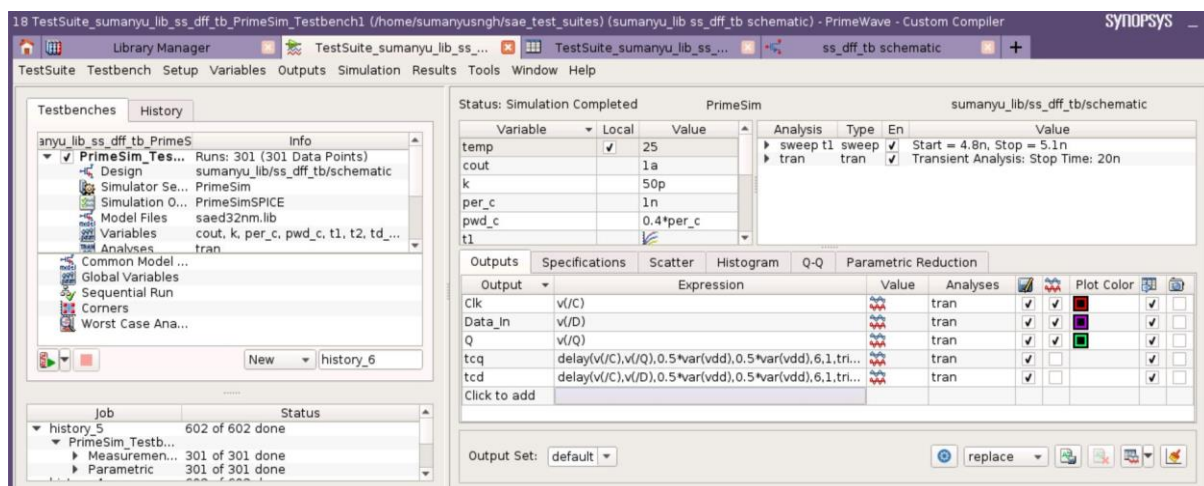 18 TestSuite_sumanyu_lib_ss_dff_tb_PrimeSim_Testbench1 (/home/sumanyusngh/sae_test_suites) (sumanyu_lib ss_dff_tb schematic) - PrimeWave - Custom Compiler
SYNOPSYS
Library Manager TestSuite_sumanyu_lib_ss_... TestSuite_sumanyu_lib_ss_... ss_dff_tb schematic +
TestSuite Testbench Setup Variables Outputs Simulation Results Tools Window Help
Testbenches History
anyu_lib_ss_dff_tb_PrimeS Info
PrimeSim_Tes... Runs: 301 (301 Data Points)
Design sumanyu_lib/ss_dff_tb/schematic
Simulator Se... PrimeSim
Simulation O... PrimeSimSPICE
Model Files saed32nm.lib
Variables cout, k, per_c, pwd_c, t1, t2, td_...
Analyses tran
Common Model ...
Global Variables
Sequential Run
Corners
Worst Case Ana...
New history_6
Job Status
history_5 602 of 602 done
PrimeSim_Testb...
Measuremen... 301 of 301 done
Parametric 301 of 301 done
Status: Simulation Completed PrimeSim sumanyu_lib/ss_dff_tb/schematic
Variable Local Value
temp 25
cout 1a
k 50p
per_c 1n
pwd_c 0.4*per_c
t1
Analysis Type En Value
sweep t1 sweep Start = 4.8n, Stop = 5.1n
tran tran Transient Analysis: Stop Time: 20n
Outputs Specifications Scatter Histogram Q-Q Parametric Reduction
Output Expression Value Analyses Plot Color
Clk v(/C) tran
Data_In v(/D) tran
Q v(/Q) tran
tcq delay(v(/C),v(/Q),0.5*var(vdd),0.5*var(vdd),6,1,tri... tran
tcd delay(v(/C),v(/D),0.5*var(vdd),0.5*var(vdd),6,1,tri... tran
Click to add
Output Set: default replace